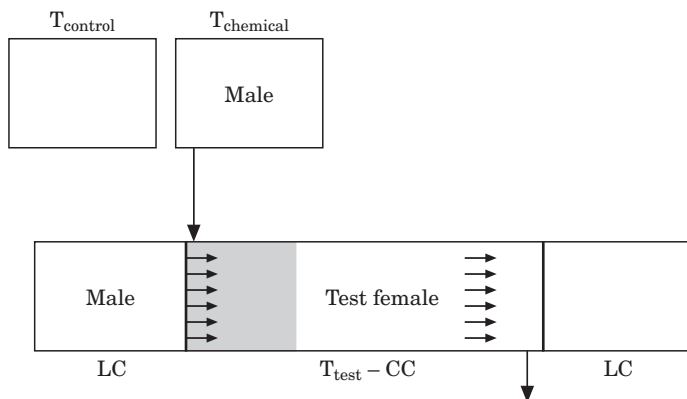 T_control
T_chemical
Male
Male
Test female
LC
T_test – CC
LC